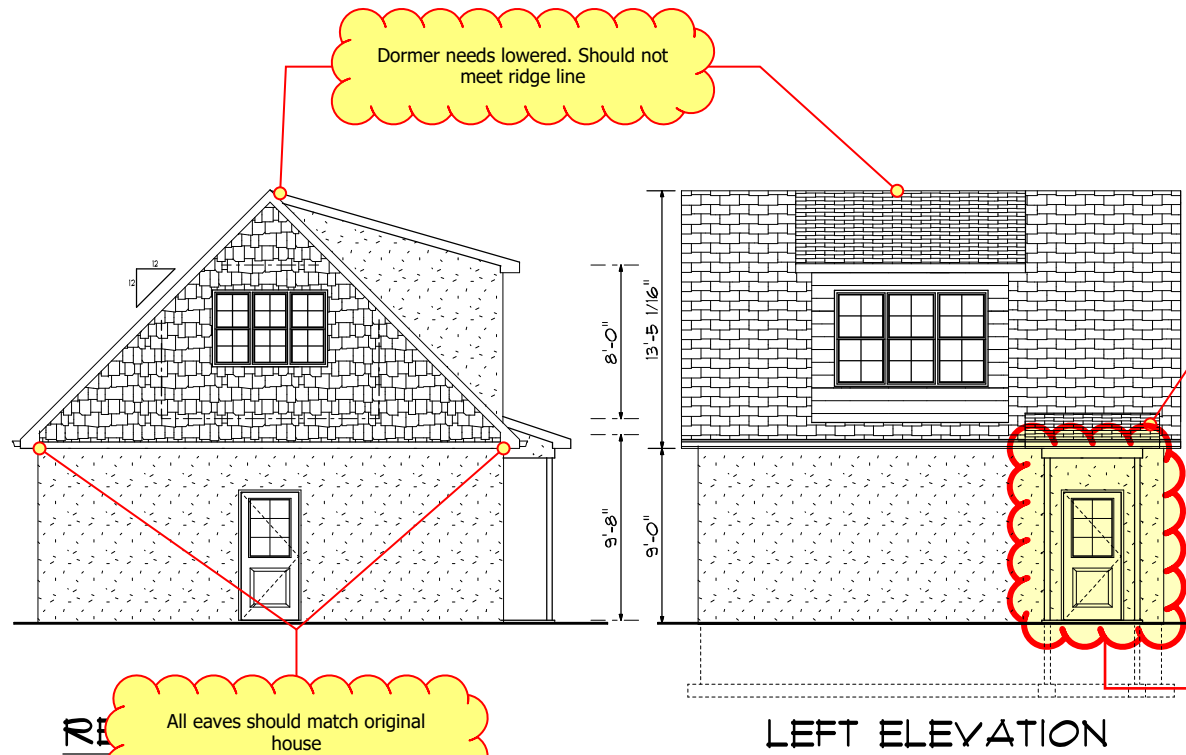 Dormer needs lowered. Should not
meet ridge line
12
12
8'-0"
13'-5 1/16"
9'-8"
9'-0"
All eaves should match original
house
LEFT ELEVATION